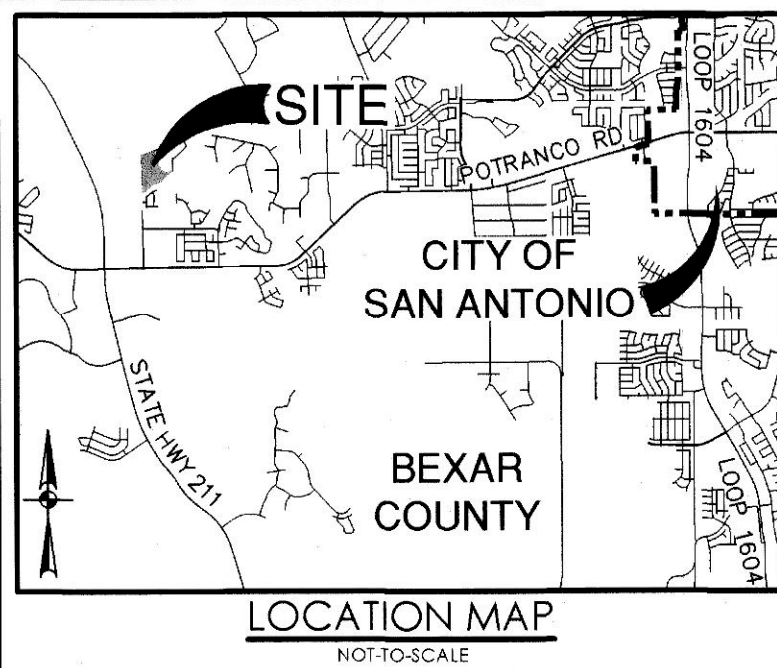 SITE
LOOP 1604
POTRANCO RD
CITY OF
SAN ANTONIO
STATE HWY 211
BEXAR
COUNTY
LOOP 1604
LOCATION MAP
NOT-TO-SCALE